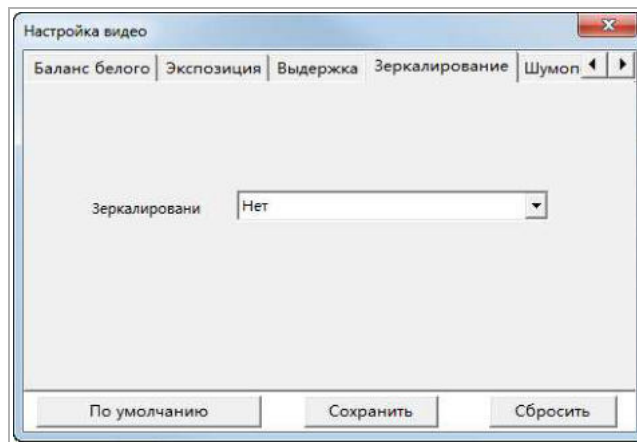 Настройка видео
Баланс белого Экспозиция Выдержка Зеркалирование Шумоп
Зеркалировани Нет
По умолчанию Сохранить Сбросить